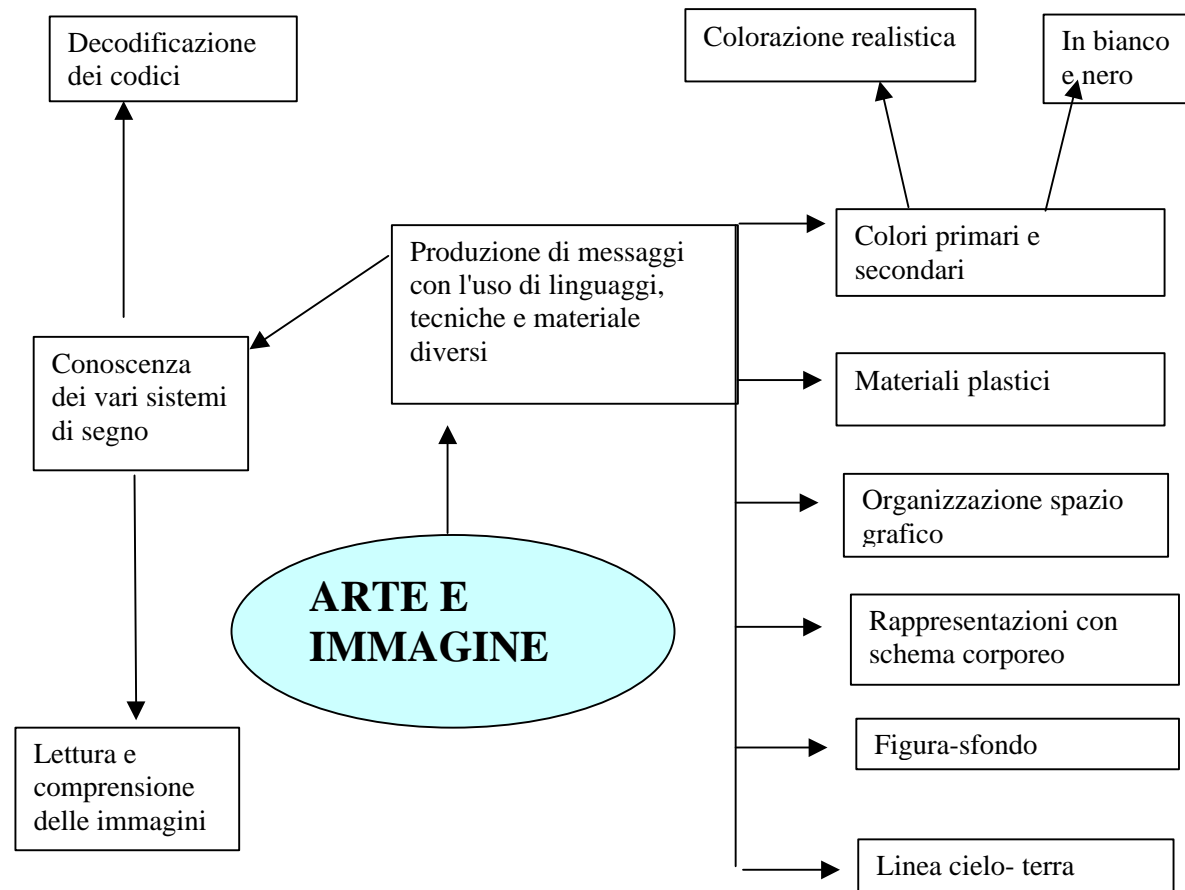 Decodificazione
dei codici
Colorazione realistica
In bianco
e nero
Produzione di messaggi
con l'uso di linguaggi,
tecniche e materiale
diversi
Colori primari e
secondari
Conoscenza
dei vari sistemi
di segno
Materiali plastici
Organizzazione spazio
grafico
ARTE E
IMMAGINE
Rappresentazioni con
schema corporeo
Lettura e
comprensione
delle immagini
Figura-sfondo
Linea cielo- terra